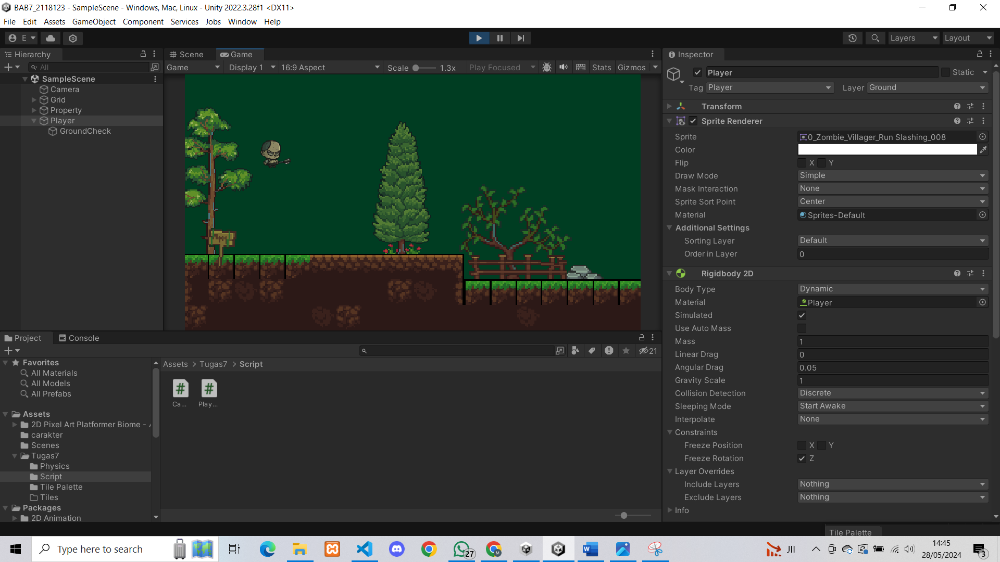 BAB7_2118123 - SampleScene - Windows, Mac, Linux - Unity 2022.3.28f1 <DX11>
File Edit Assets GameObject Component Services Jobs Window Help
E Layers Layout
Hierarchy
All
SampleScene
Camera
Grid
Property
Player
GroundCheck
Scene Game
Game Display 1 16:9 Aspect Scale 1.3x Play Focused Stats Gizmos
Inspector
Player Static
Tag Player Layer Ground
Transform
Sprite Renderer
Sprite 0_Zombie_Villager_Run Slashing_008
Color
Flip X Y
Draw Mode Simple
Mask Interaction None
Sprite Sort Point Center
Material Sprites-Default
Additional Settings
Sorting Layer Default
Order in Layer 0
Rigidbody 2D
Body Type Dynamic
Material Player
Simulated
Use Auto Mass
Mass 1
Linear Drag 0
Angular Drag 0.05
Gravity Scale 1
Collision Detection Discrete
Sleeping Mode Start Awake
Interpolate None
Constraints
Freeze Position X Y
Freeze Rotation Z
Layer Overrides
Include Layers Nothing
Exclude Layers Nothing
Info
Project Console
21
Favorites
All Materials
All Models
All Prefabs
Assets
2D Pixel Art Platformer Biome -
carakter
Scenes
Tugas7
Physics
Script
Tile Palette
Tiles
Packages
2D Animation
Assets > Tugas7 > Script
Ca... Play...
Tile Palette
Type here to search
27
JII
14:45
28/05/2024
3